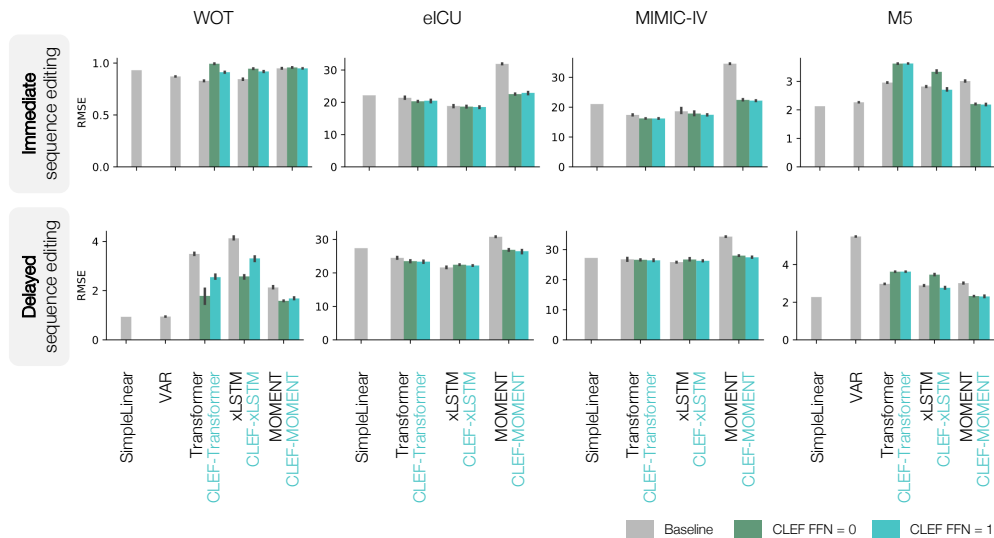 WOT
eICU
MIMIC-IV
M5
Immediate
sequence editing
RMSE
1.0
0.5
0.0
30
20
10
0
30
20
10
0
3
2
1
0
Delayed
sequence editing
RMSE
4
2
0
30
20
10
0
30
20
10
0
4
2
0
SimpleLinear
VAR
Transformer
CLEF-Transformer
xLSTM
CLEF-xLSTM
MOMENT
CLEF-MOMENT
SimpleLinear
Transformer
CLEF-Transformer
xLSTM
CLEF-xLSTM
MOMENT
CLEF-MOMENT
SimpleLinear
Transformer
CLEF-Transformer
xLSTM
CLEF-xLSTM
MOMENT
CLEF-MOMENT
SimpleLinear
VAR
Transformer
CLEF-Transformer
xLSTM
CLEF-xLSTM
MOMENT
CLEF-MOMENT
Baseline
CLEF FFN = 0
CLEF FFN = 1